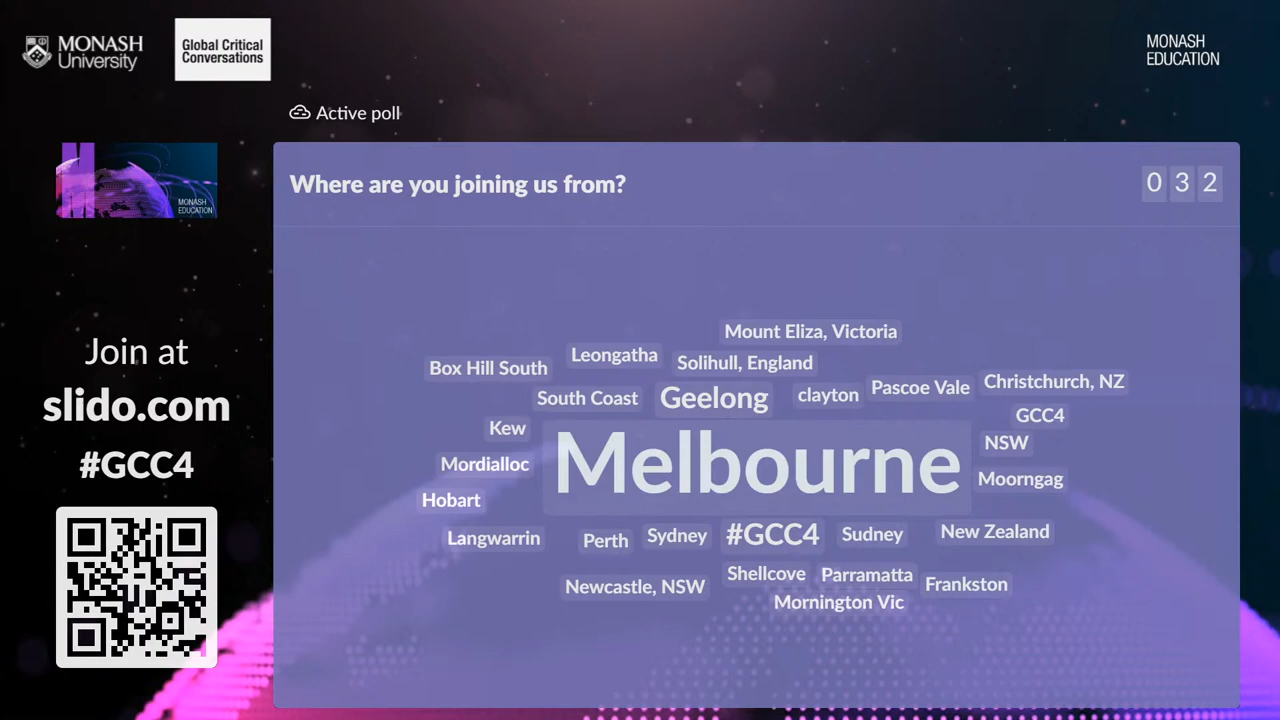 MONASH
University
Global Critical
Conversations
MONASH
EDUCATION
Active poll
MONASH
EDUCATION
Where are you joining us from?
0 3 2
Join at
slido.com
#GCC4
Mount Eliza, Victoria
Leongatha
Solihull, England
Box Hill South
Christchurch, NZ
South Coast
Geelong
clayton
Pascoe Vale
GCC4
Kew
NSW
Mordialloc
Melbourne
Moorngag
Hobart
Langwarrin
Perth
Sydney
#GCC4
Sudney
New Zealand
Newcastle, NSW
Shellcove
Parramatta
Frankston
Mornington Vic